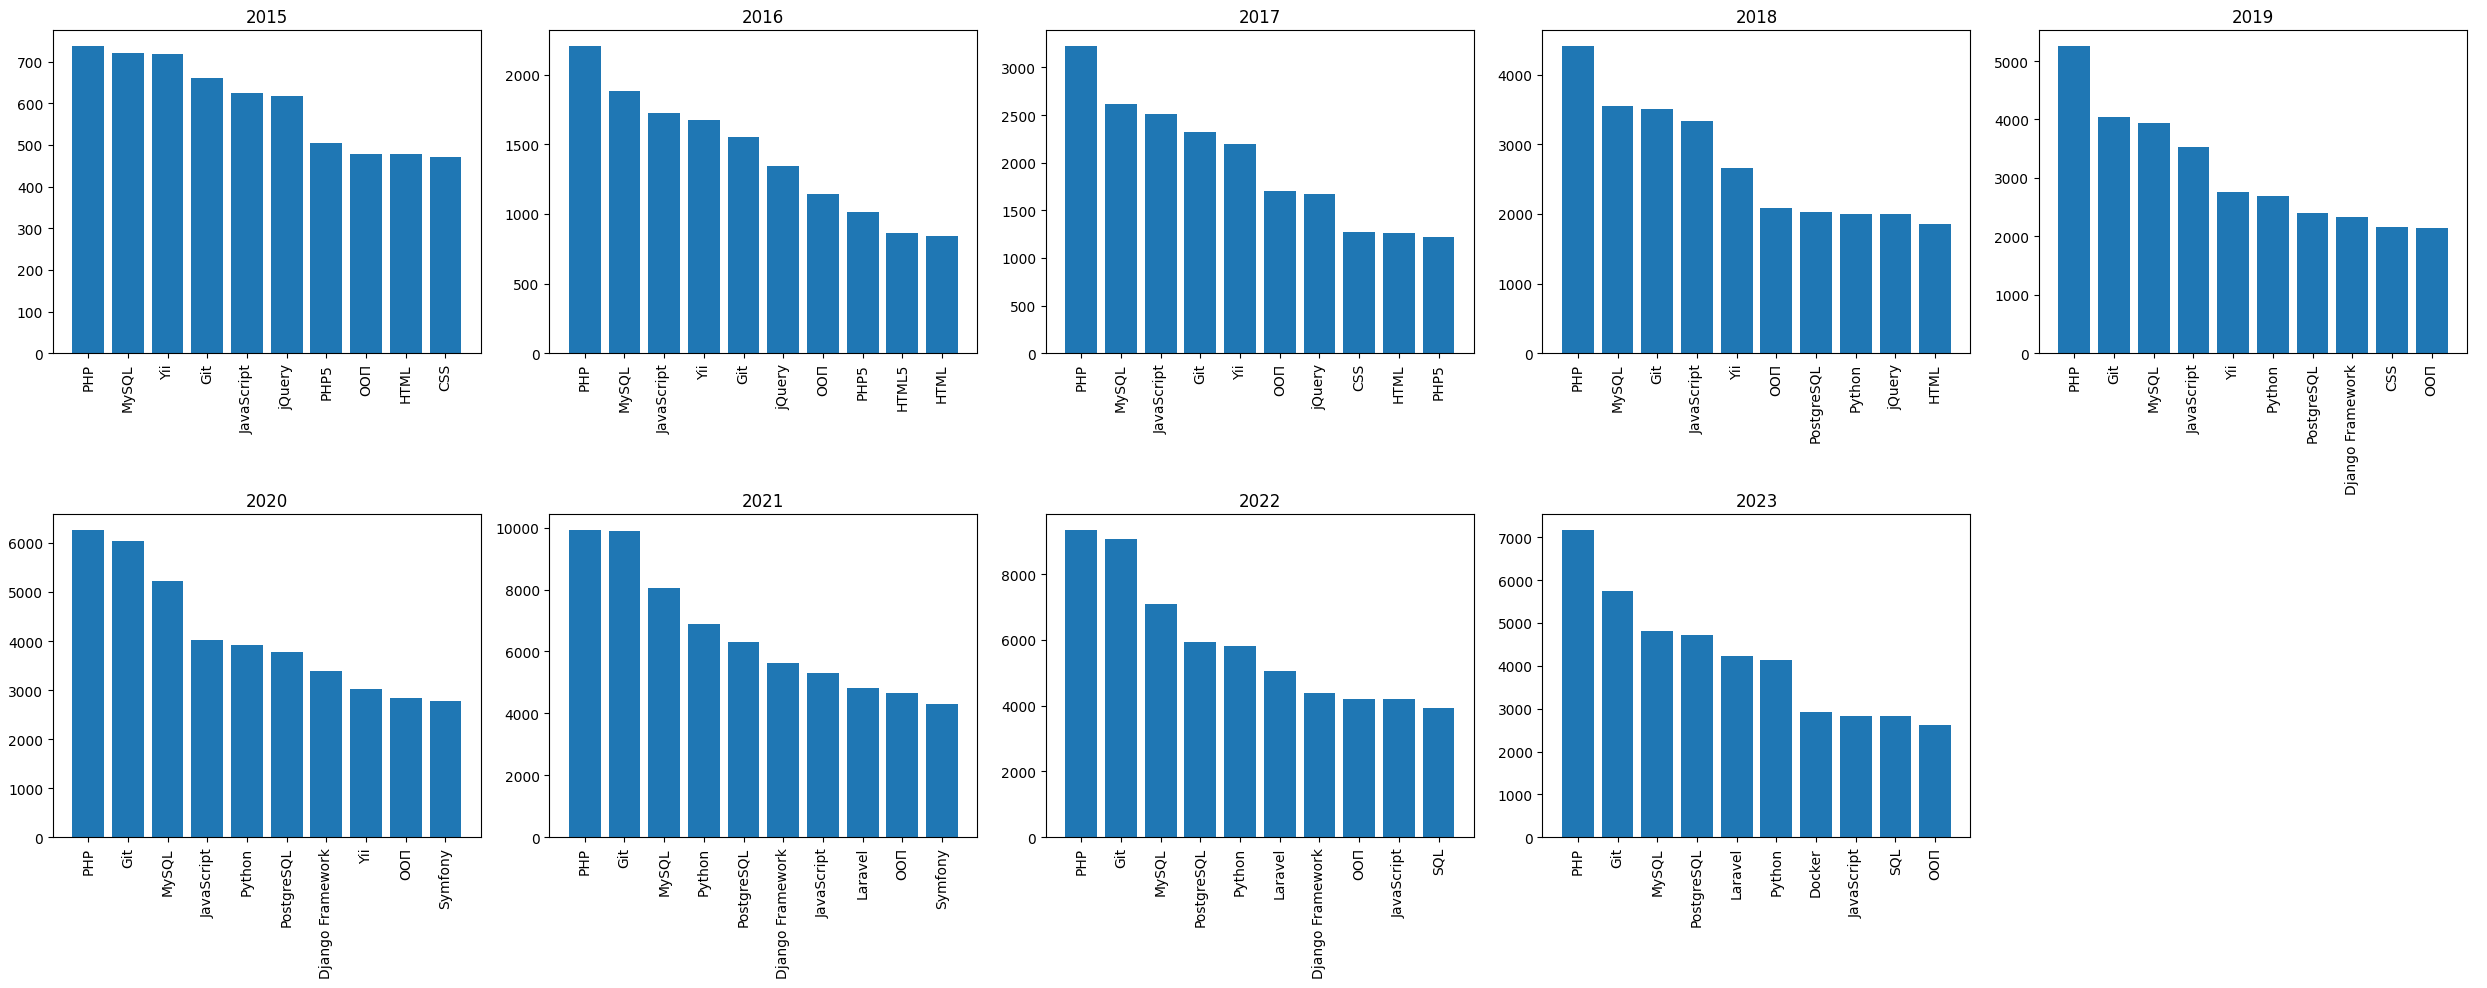 2015
700
600
500
400
300
200
100
0
PHP
MySQL
Yii
Git
JavaScript
jQuery
PHP5
ООП
HTML
CSS
2016
2000
1500
1000
500
0
PHP
MySQL
JavaScript
Yii
Git
jQuery
ООП
PHP5
HTML5
HTML
2017
3000
2500
2000
1500
1000
500
0
PHP
MySQL
JavaScript
Git
Yii
ООП
jQuery
CSS
HTML
PHP5
2018
4000
3000
2000
1000
0
PHP
MySQL
Git
JavaScript
Yii
ООП
PostgreSQL
Python
jQuery
HTML
2019
5000
4000
3000
2000
1000
0
PHP
Git
MySQL
JavaScript
Yii
Python
PostgreSQL
Django Framework
CSS
ООП
2020
6000
5000
4000
3000
2000
1000
0
PHP
Git
MySQL
JavaScript
Python
PostgreSQL
Django Framework
Yii
ООП
Symfony
2021
10000
8000
6000
4000
2000
0
PHP
Git
MySQL
Python
PostgreSQL
Django Framework
JavaScript
Laravel
ООП
Symfony
2022
8000
6000
4000
2000
0
PHP
Git
MySQL
PostgreSQL
Python
Laravel
Django Framework
ООП
JavaScript
SQL
2023
7000
6000
5000
4000
3000
2000
1000
0
PHP
Git
MySQL
PostgreSQL
Laravel
Python
Docker
JavaScript
SQL
ООП